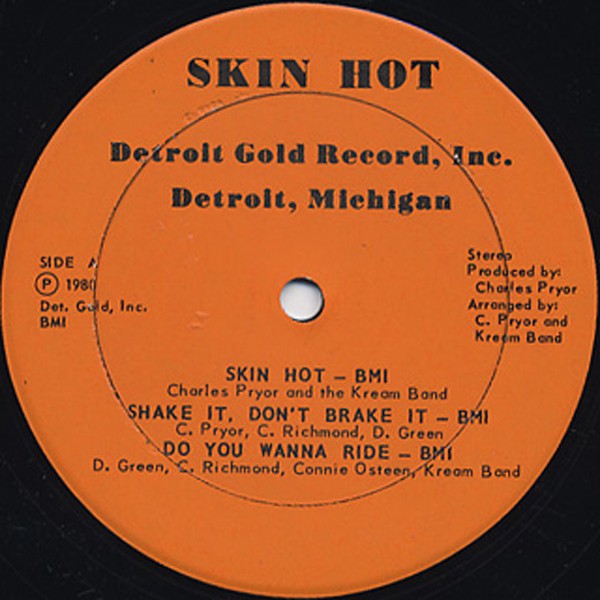 SKIN HOT
Detroit Gold Record, Inc.
Detroit, Michigan
SIDE A
Ⓟ 1980
Det. Gold, Inc.
BMI
Stereo
Produced by:
Charles Pryor
Arranged by:
C. Pryor and
Kream Band
SKIN HOT – BMI
Charles Pryor and the Kream Band
SHAKE IT, DON'T BRAKE IT – BMI
C. Pryor, C. Richmond, D. Green
DO YOU WANNA RIDE – BMI
D. Green, C. Richmond, Connie Osteen, Kream Band